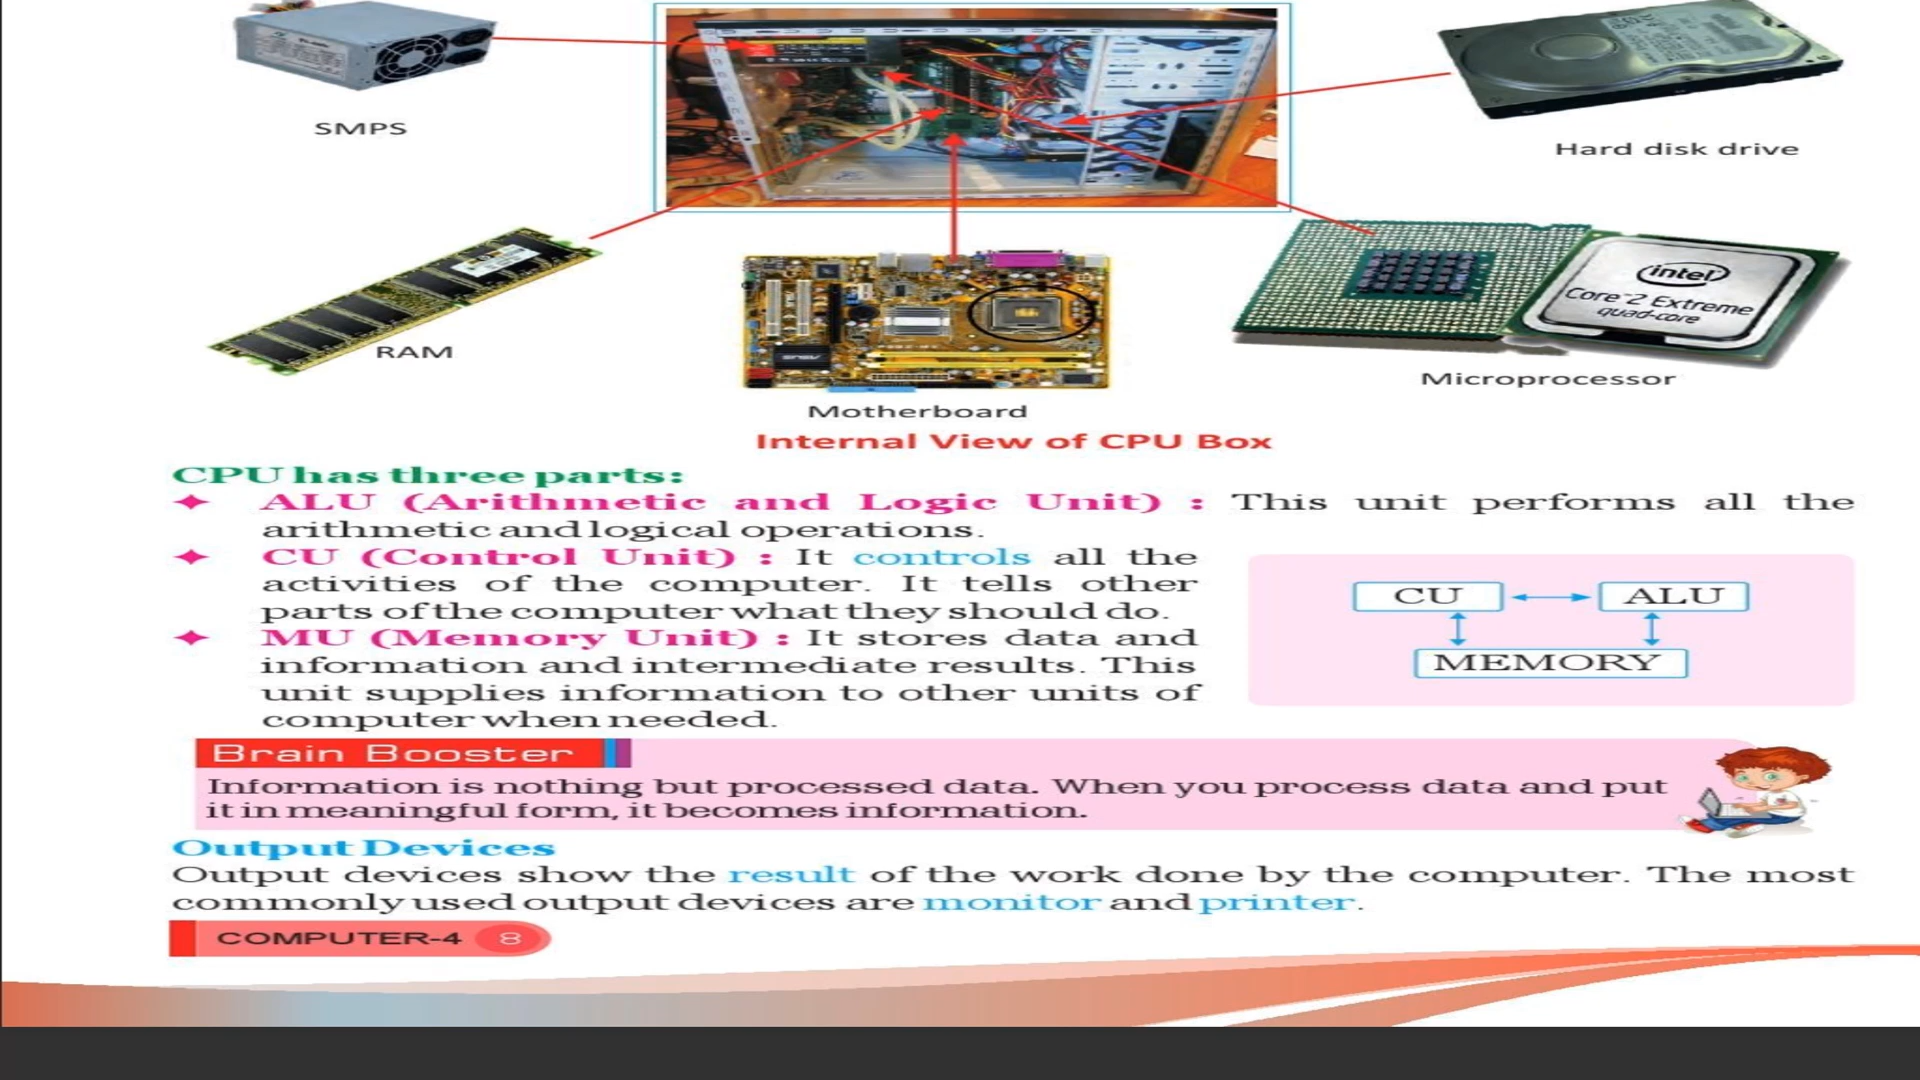 SMPS
Hard disk drive
intel
Core™2 Extreme
quad-core
RAM
Microprocessor
Motherboard
Internal View of CPU Box
CPU has three parts:
✦ ALU (Arithmetic and Logic Unit) : This unit performs all the
arithmetic and logical operations.
✦ CU (Control Unit) : It controls all the
activities of the computer. It tells other
parts of the computer what they should do.
✦ MU (Memory Unit) : It stores data and
information and intermediate results. This
unit supplies information to other units of
computer when needed.
CU ALU
MEMORY
Brain Booster
Information is nothing but processed data. When you process data and put
it in meaningful form, it becomes information.
Output Devices
Output devices show the result of the work done by the computer. The most
commonly used output devices are monitor and printer.
COMPUTER-4 8